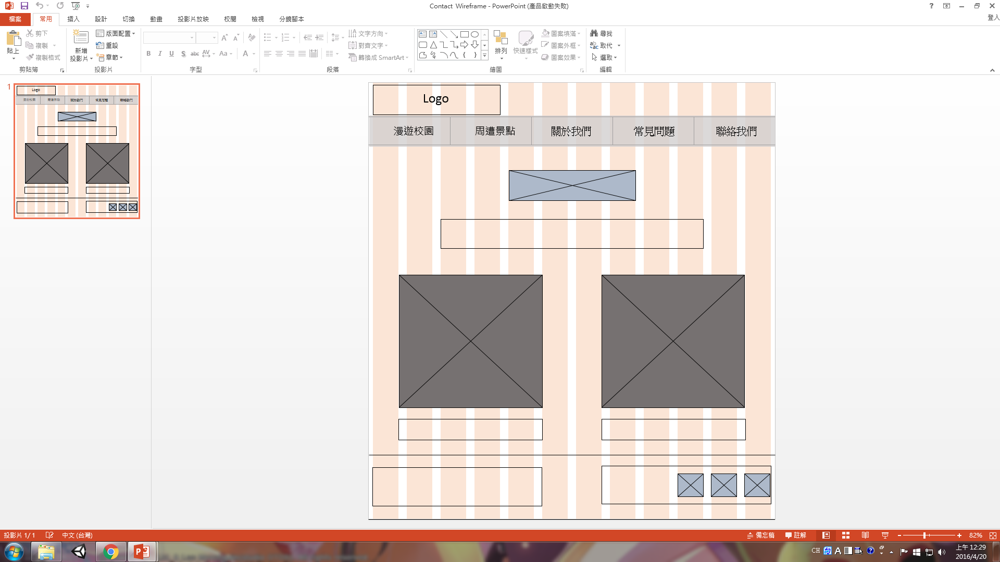 Contact Wireframe - PowerPoint (產品啟動失敗)
檔案 常用 插入 設計 切換 動畫 投影片放映 校閱 檢視 分鏡腳本 登入
貼上 剪下 複製 複製格式 剪貼簿
新增投影片 版面配置 重設 章節 投影片
B I U S abc AV Aa A 字型
文字方向 對齊文字 轉換成 SmartArt 段落
排列 快速樣式 圖案填滿 圖案外框 圖案效果 繪圖
尋找 取代 選取 編輯
1
Logo
漫遊校園 周遭景點 關於我們 常見問題 聯絡我們
Logo
漫遊校園 周遭景點 關於我們 常見問題 聯絡我們
投影片 1/1 中文 (台灣) 備忘稿 註解 82%
CH A 上午 12:29
2016/4/20